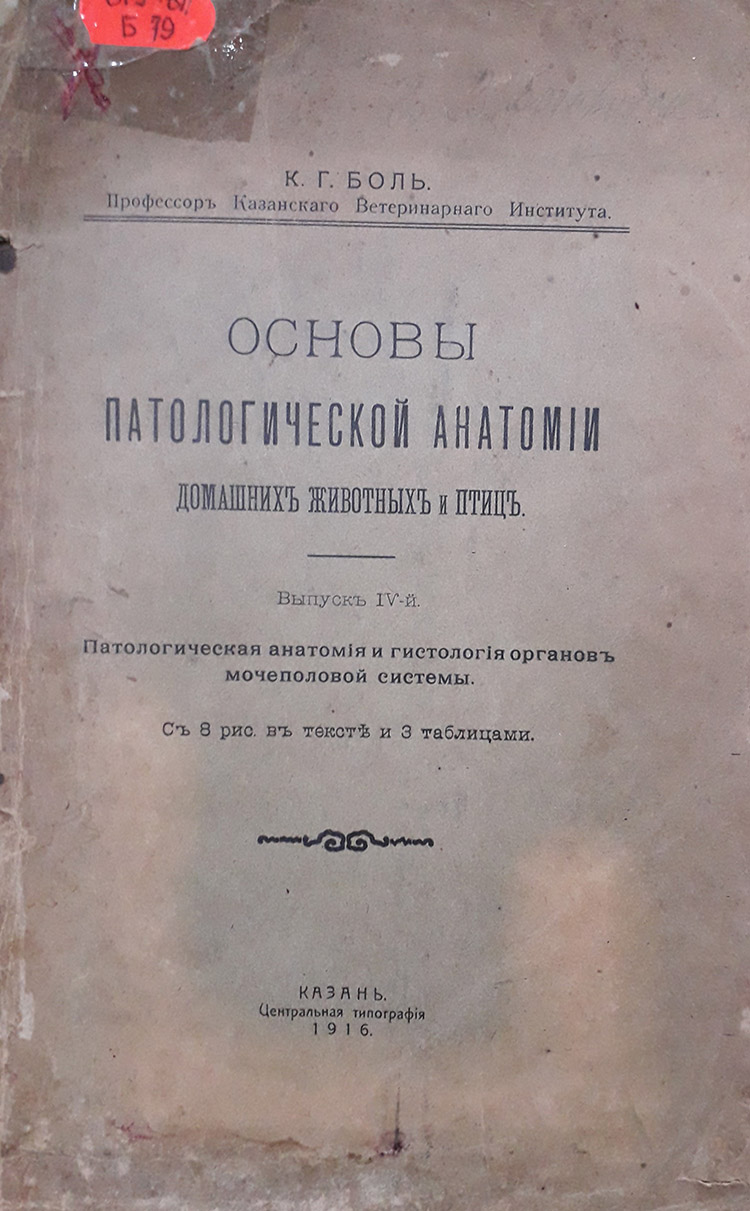 Б 79
К. Г. БОЛЬ.
Профессоръ Казанскаго Ветеринарнаго Института.
ОСНОВЫ
ПАТОЛОГИЧЕСКОЙ АНАТОМІИ
ДОМАШНИХЪ ЖИВОТНЫХЪ и ПТИЦЪ.
Выпускъ IV-й.
Патологическая анатомія и гистологія органовъ
мочеполовой системы.
Съ 8 рис. въ текстѣ и 3 таблицами.
КАЗАНЬ.
Центральная типографія
1916.